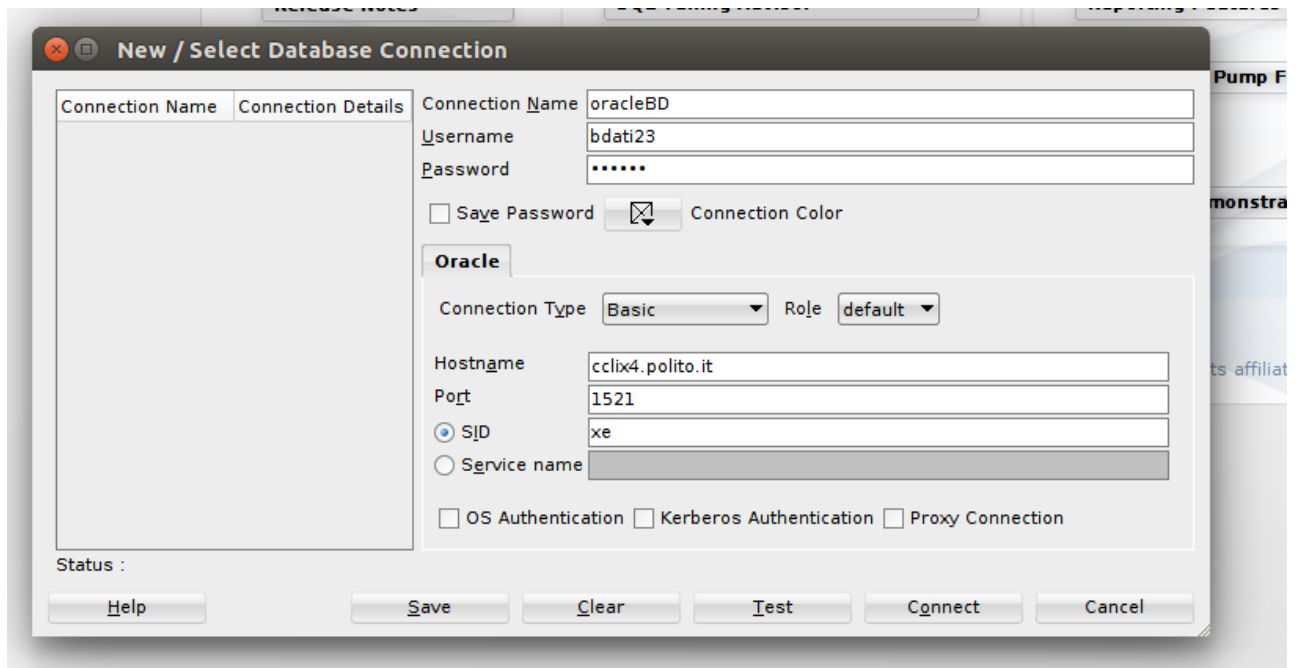 New / Select Database Connection
Pump F
Connection Name Connection Details
Connection Name oracleBD
Username bdati23
Password ••••••
Save Password Connection Color
monstra
Oracle
Connection Type Basic Role default
Hostname cclix4.polito.it
ts affiliat
Port 1521
SID xe
Service name
OS Authentication Kerberos Authentication Proxy Connection
Status :
Help Save Clear Test Connect Cancel